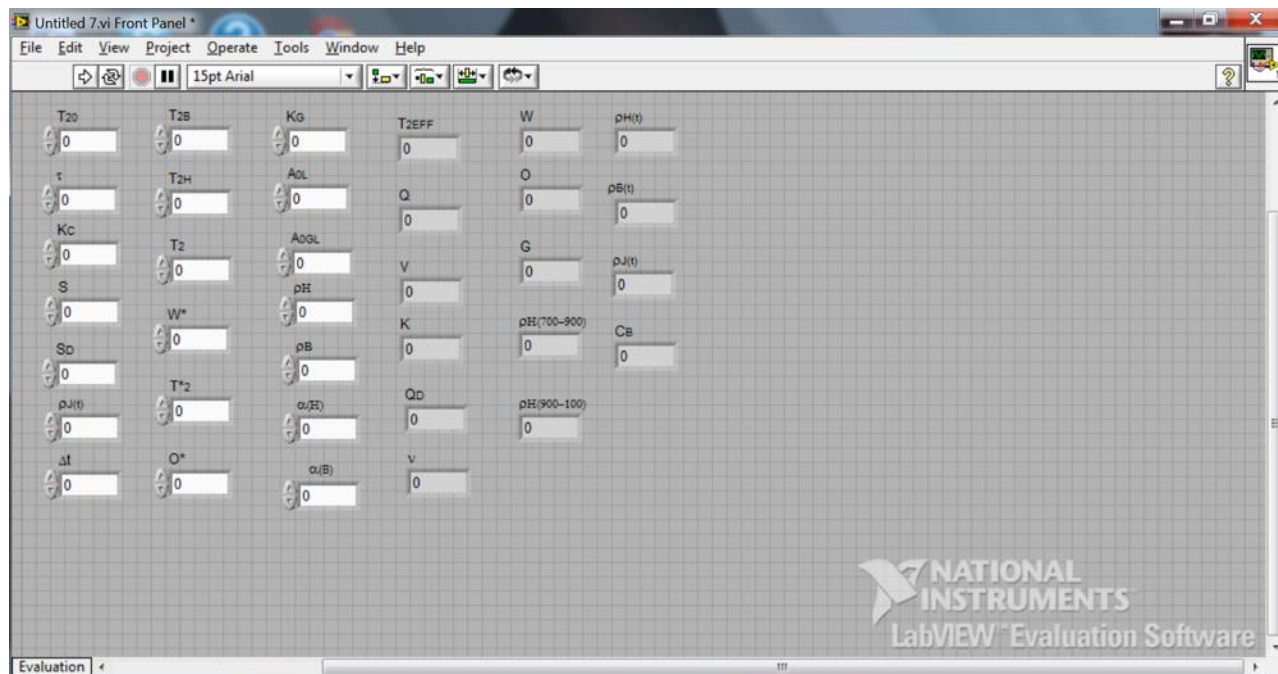 Untitled 7.vi Front Panel *
File Edit View Project Operate Tools Window Help
15pt Arial
T20 T2B KG T2EFF W ρH(t)
0 0 0 0 0 0
τ T2H A0L Q O ρB(t)
0 0 0 0 0 0
KC T2 A0GL V G ρJ(t)
0 0 0 0 0 0
S W* ρH K ρH(700–900) CB
0 0 0 0 0 0
SD T*2 ρB QD ρH(900–100)
0 0 0 0 0
ρJ(t) O* α(H) ν
0 0 0 0
Δt α(B)
0 0
NATIONAL
INSTRUMENTS
LabVIEW™ Evaluation Software
Evaluation